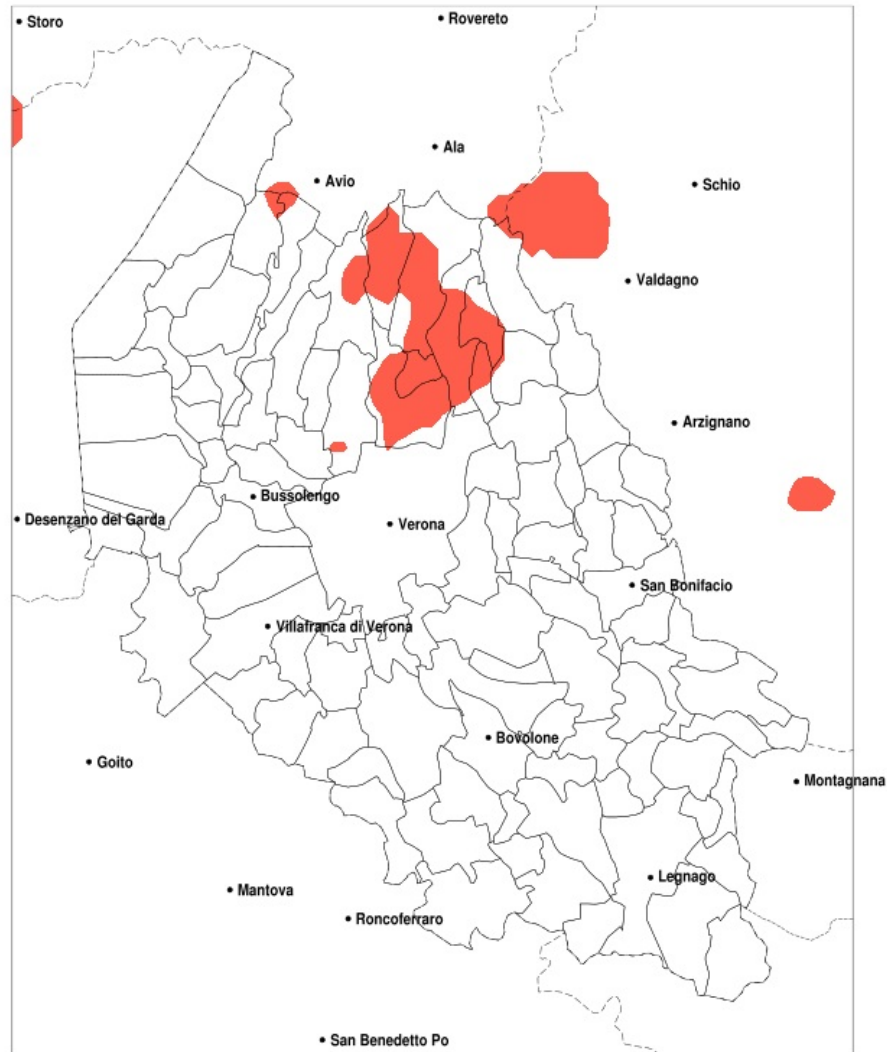 Storo
Rovereto
Ala
Avio
Schio
Valdagno
Arzignano
Bussolengo
Desenzano del Garda
Verona
San Bonifacio
Villafranca di Verona
Bovolone
Goito
Montagnana
Legnago
Mantova
Roncoferraro
San Benedetto Po